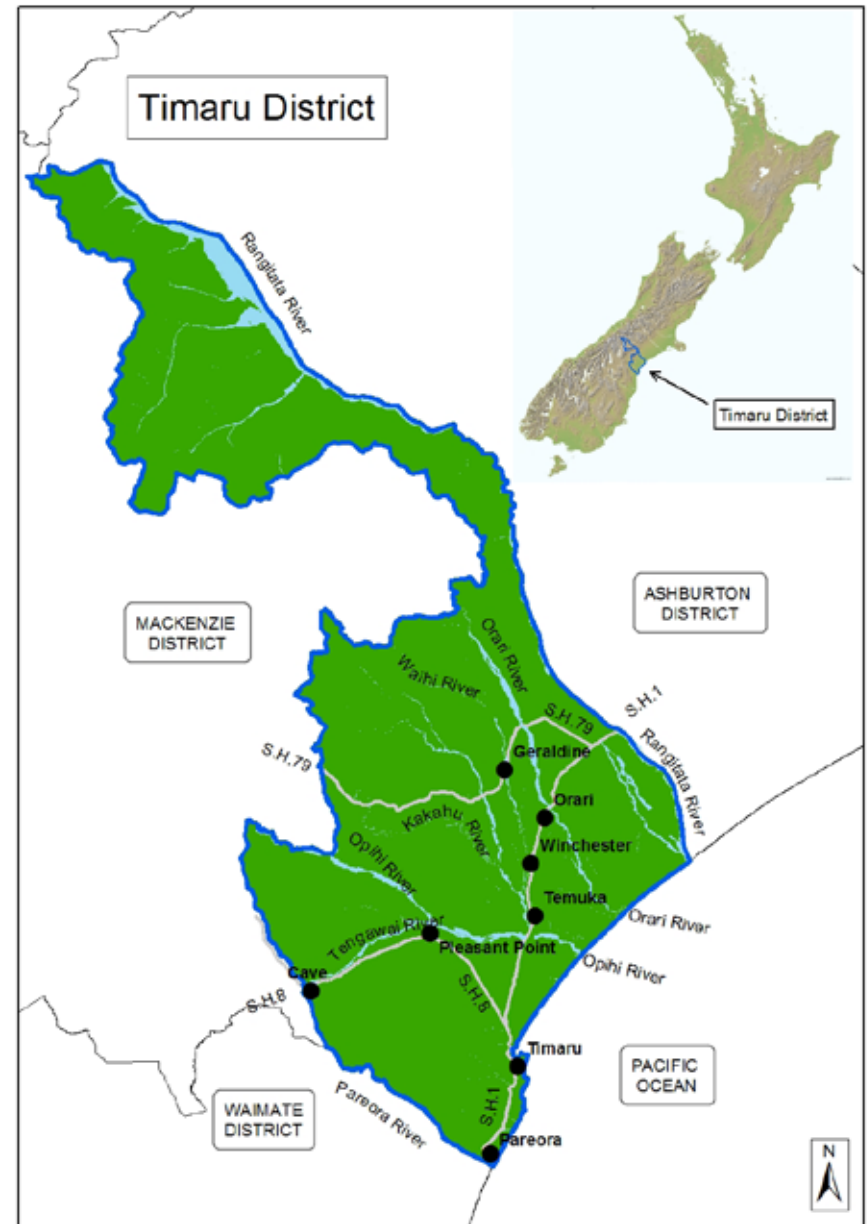 Timaru District
Rangitata River
Timaru District
ASHBURTON
DISTRICT
MACKENZIE
DISTRICT
Orari River
Waihi River
S.H.1
S.H.79
Rangitata River
S.H.79
Geraldine
Orari
Kakahu River
Winchester
Opihi River
Temuka
Orari River
Tengawai River
Pleasant Point
Opihi River
Cave
S.H.8
S.H.8
Timaru
PACIFIC
OCEAN
WAIMATE
DISTRICT
Pareora River
S.H.1
Pareora
N